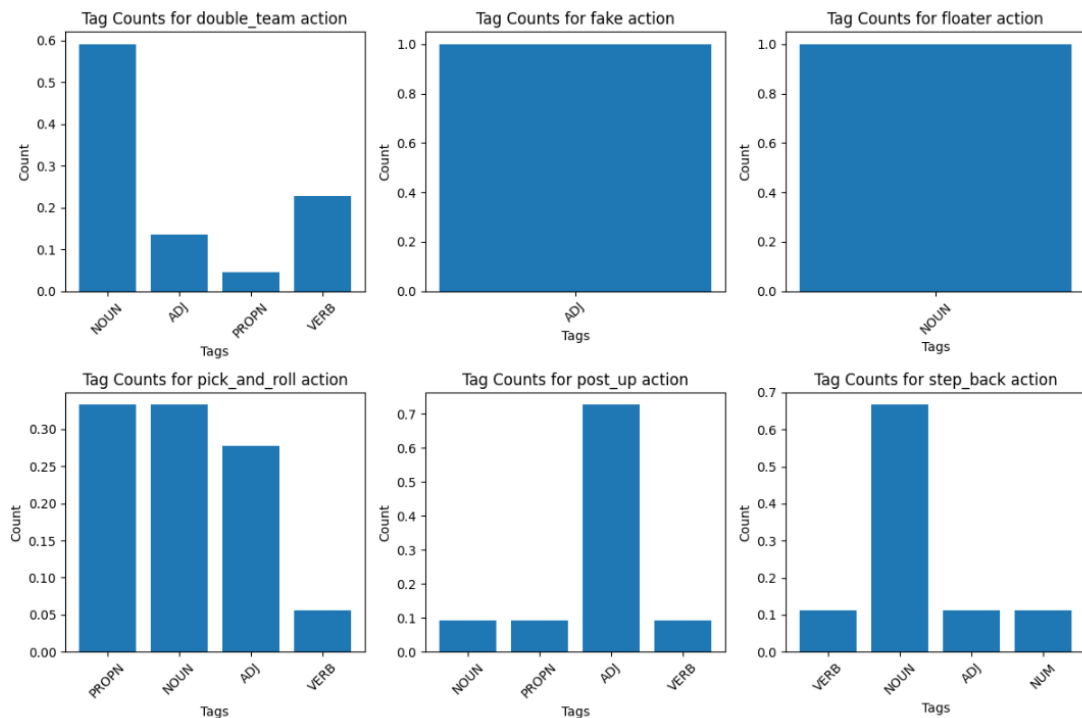 Tag Counts for double_team action
0.6
0.5
0.4
0.3
0.2
0.1
0.0
Count
NOUN
ADJ
PROPN
VERB
Tags
Tag Counts for fake action
1.0
0.8
0.6
0.4
0.2
0.0
Count
ADJ
Tags
Tag Counts for floater action
1.0
0.8
0.6
0.4
0.2
0.0
Count
NOUN
Tags
Tag Counts for pick_and_roll action
0.30
0.25
0.20
0.15
0.10
0.05
0.00
Count
PROPN
NOUN
ADJ
VERB
Tags
Tag Counts for post_up action
0.7
0.6
0.5
0.4
0.3
0.2
0.1
0.0
Count
NOUN
PROPN
ADJ
VERB
Tags
Tag Counts for step_back action
0.7
0.6
0.5
0.4
0.3
0.2
0.1
0.0
Count
VERB
NOUN
ADJ
NUM
Tags